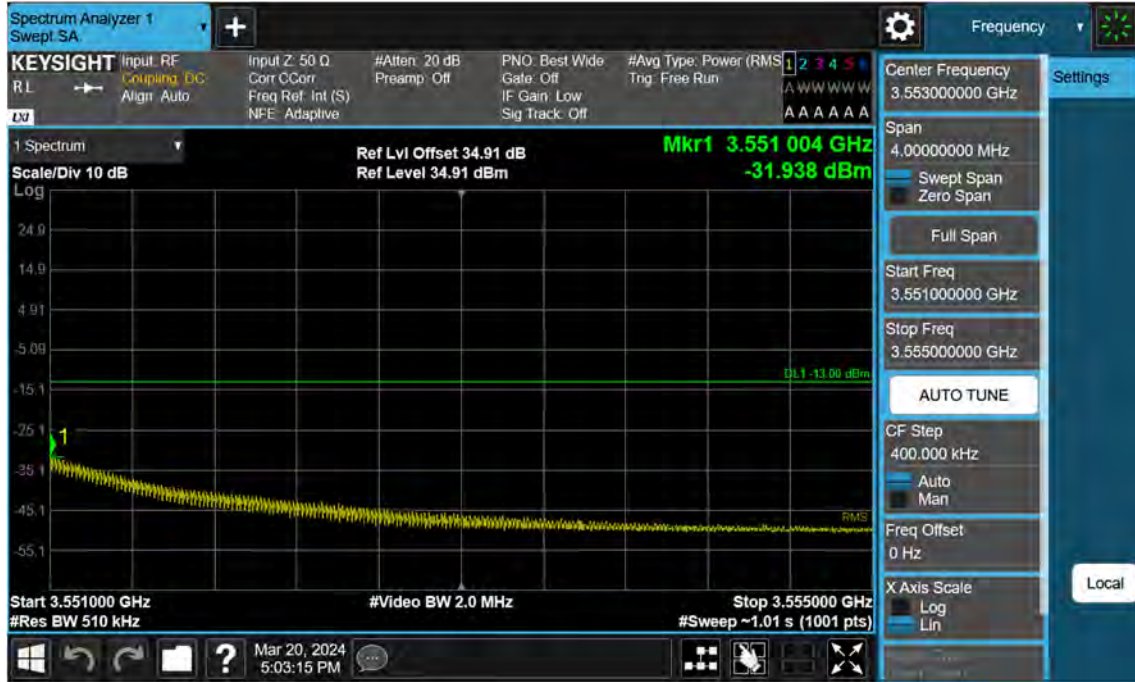 Spectrum Analyzer 1
Swept SA
+
Frequency
KEYSIGHT
RL
LXI
Input: RF
Coupling: DC
Align: Auto
Input Z: 50 Ω
Corr CCorr
Freq Ref: Int (S)
NFE: Adaptive
#Atten: 20 dB
Preamp: Off
PNO: Best Wide
Gate: Off
IF Gain: Low
Sig Track: Off
#Avg Type: Power (RMS
Trig: Free Run
1 2 3 4 5 6
A W W W W W
A A A A A A
1 Spectrum
Scale/Div 10 dB
Log
Ref Lvl Offset 34.91 dB
Ref Level 34.91 dBm
Mkr1 3.551 004 GHz
-31.938 dBm
24.9
14.9
4.91
-5.09
DL1 -13.00 dBm
-15.1
-25.1
1
-35.1
-45.1
RMS
-55.1
Start 3.551000 GHz
#Res BW 510 kHz
#Video BW 2.0 MHz
Stop 3.555000 GHz
#Sweep ~1.01 s (1001 pts)
Center Frequency
3.553000000 GHz
Settings
Span
4.00000000 MHz
Swept Span
Zero Span
Full Span
Start Freq
3.551000000 GHz
Stop Freq
3.555000000 GHz
AUTO TUNE
CF Step
400.000 kHz
Auto
Man
Freq Offset
0 Hz
X Axis Scale
Log
Lin
Local
?
Mar 20, 2024
5:03:15 PM